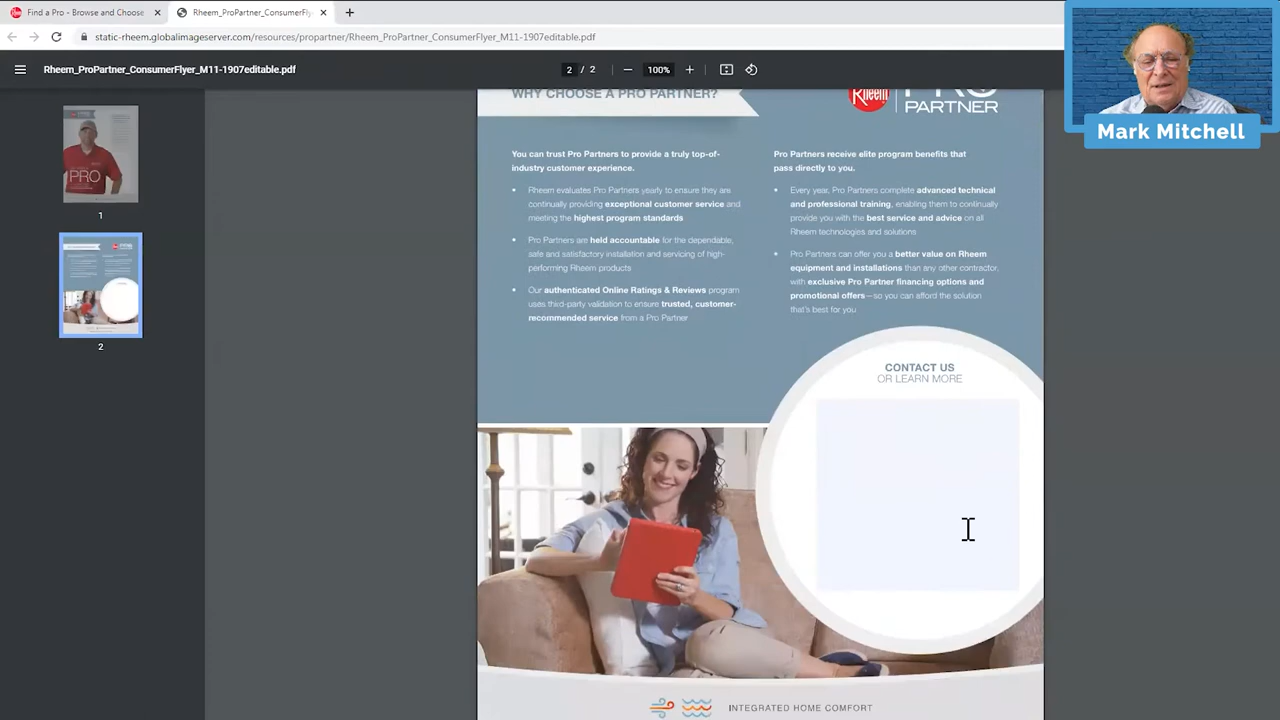 Find a Pro - Browse and Choose
Rheem_ProPartner_ConsumerFly
static-rheem.globalimageserver.com/resources/propartner/Rheem_ProPartner_ConsumerFlyer_M11-1907editable.pdf
Rheem_ProPartner_ConsumerFlyer_M11-1907editable.pdf
2 / 2
100%
Mark Mitchell
PRO
1
2
WHY CHOOSE A PRO PARTNER?
Rheem
PRO
PARTNER
You can trust Pro Partners to provide a truly top-of-
industry customer experience.
• Rheem evaluates Pro Partners yearly to ensure they are
continually providing exceptional customer service and
meeting the highest program standards
• Pro Partners are held accountable for the dependable,
safe and satisfactory installation and servicing of high-
performing Rheem products
• Our authenticated Online Ratings & Reviews program
uses third-party validation to ensure trusted, customer-
recommended service from a Pro Partner
Pro Partners receive elite program benefits that
pass directly to you.
• Every year, Pro Partners complete advanced technical
and professional training, enabling them to continually
provide you with the best service and advice on all
Rheem technologies and solutions
• Pro Partners can offer you a better value on Rheem
equipment and installations than any other contractor,
with exclusive Pro Partner financing options and
promotional offers—so you can afford the solution
that's best for you
CONTACT US
OR LEARN MORE
INTEGRATED HOME COMFORT